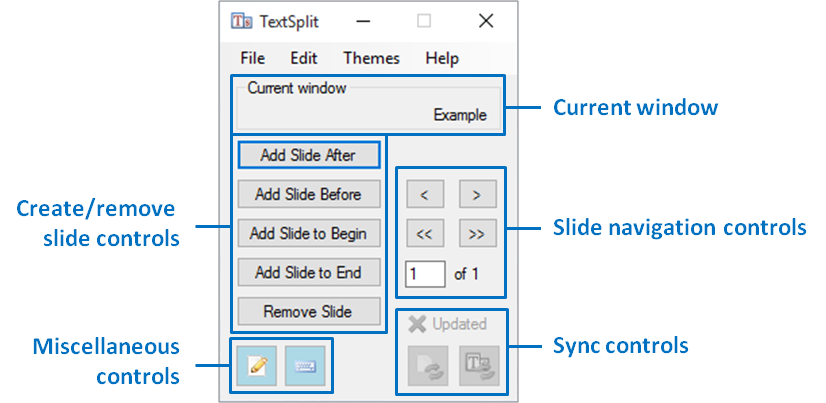 TextSplit
File Edit Themes Help
Current window
Example
Current window
Add Slide After
Add Slide Before
Add Slide to Begin
Add Slide to End
Remove Slide
Create/remove
slide controls
< >
<< >>
1 of 1
Slide navigation controls
Updated
Sync controls
Miscellaneous
controls